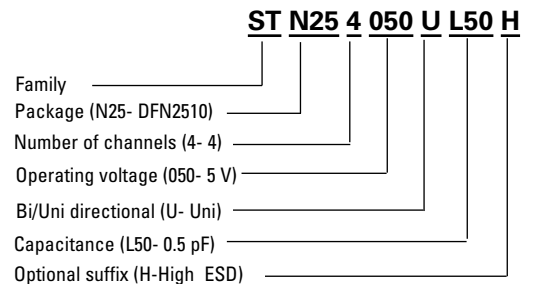 ST N25 4 050 U L50 H
Family
Package (N25- DFN2510)
Number of channels (4- 4)
Operating voltage (050- 5 V)
Bi/Uni directional (U- Uni)
Capacitance (L50- 0.5 pF)
Optional suffix (H-High ESD)